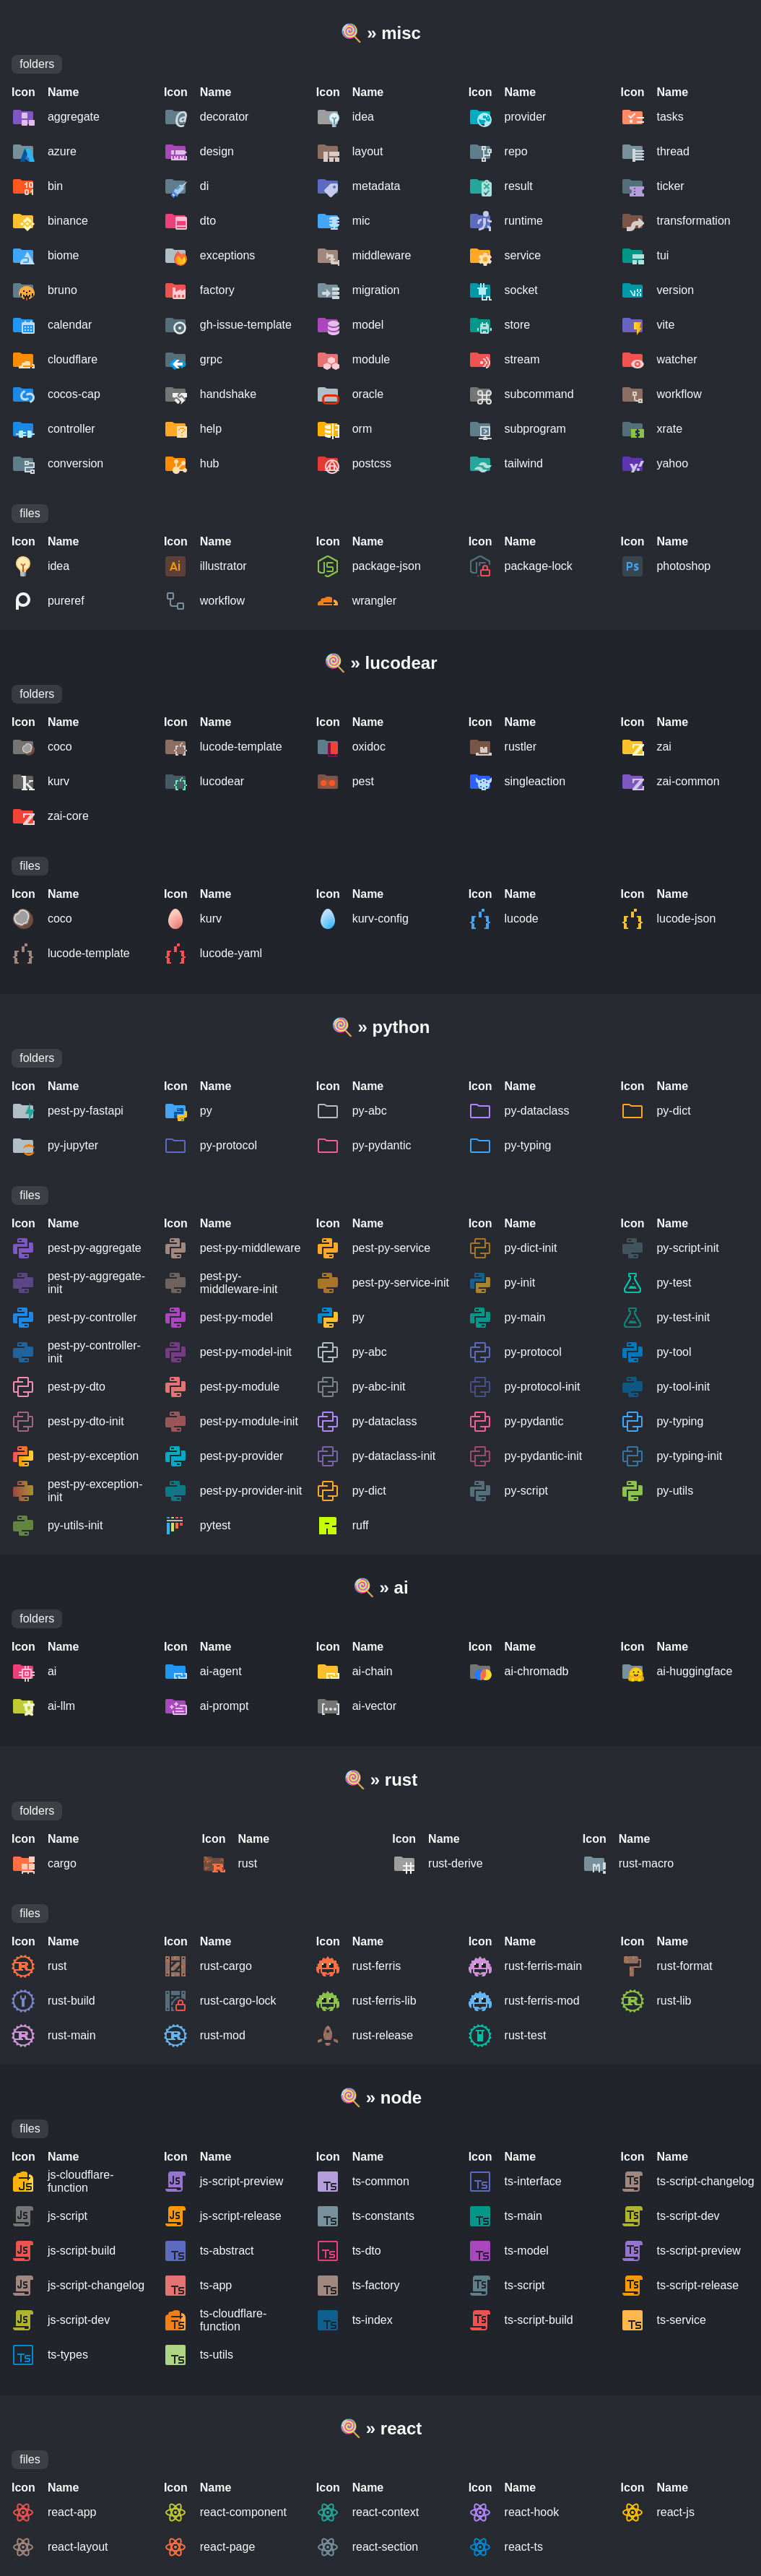 » misc
folders
Icon Name Icon Name Icon Name Icon Name Icon Name
aggregate decorator idea provider tasks
azure design layout repo thread
bin di metadata result ticker
binance dto mic runtime transformation
biome exceptions middleware service tui
bruno factory migration socket version
calendar gh-issue-template model store vite
cloudflare grpc module stream watcher
cocos-cap handshake oracle subcommand workflow
controller help orm subprogram xrate
conversion hub postcss tailwind yahoo
files
Icon Name Icon Name Icon Name Icon Name Icon Name
idea illustrator package-json package-lock photoshop
pureref workflow wrangler
» lucodear
folders
Icon Name Icon Name Icon Name Icon Name Icon Name
coco lucode-template oxidoc rustler zai
kurv lucodear pest singleaction zai-common
zai-core
files
Icon Name Icon Name Icon Name Icon Name Icon Name
coco kurv kurv-config lucode lucode-json
lucode-template lucode-yaml
» python
folders
Icon Name Icon Name Icon Name Icon Name Icon Name
pest-py-fastapi py py-abc py-dataclass py-dict
py-jupyter py-protocol py-pydantic py-typing
files
Icon Name Icon Name Icon Name Icon Name Icon Name
pest-py-aggregate pest-py-middleware pest-py-service py-dict-init py-script-init
pest-py-aggregate-
init pest-py-
middleware-init pest-py-service-init py-init py-test
pest-py-controller pest-py-model py py-main py-test-init
pest-py-controller-
init pest-py-model-init py-abc py-protocol py-tool
pest-py-dto pest-py-module py-abc-init py-protocol-init py-tool-init
pest-py-dto-init pest-py-module-init py-dataclass py-pydantic py-typing
pest-py-exception pest-py-provider py-dataclass-init py-pydantic-init py-typing-init
pest-py-exception-
init pest-py-provider-init py-dict py-script py-utils
py-utils-init pytest ruff
» ai
folders
Icon Name Icon Name Icon Name Icon Name Icon Name
ai ai-agent ai-chain ai-chromadb ai-huggingface
ai-llm ai-prompt ai-vector
» rust
folders
Icon Name Icon Name Icon Name Icon Name
cargo rust rust-derive rust-macro
files
Icon Name Icon Name Icon Name Icon Name Icon Name
rust rust-cargo rust-ferris rust-ferris-main rust-format
rust-build rust-cargo-lock rust-ferris-lib rust-ferris-mod rust-lib
rust-main rust-mod rust-release rust-test
» node
files
Icon Name Icon Name Icon Name Icon Name Icon Name
js-cloudflare-
function js-script-preview ts-common ts-interface ts-script-changelog
js-script js-script-release ts-constants ts-main ts-script-dev
js-script-build ts-abstract ts-dto ts-model ts-script-preview
js-script-changelog ts-app ts-factory ts-script ts-script-release
js-script-dev ts-cloudflare-
function ts-index ts-script-build ts-service
ts-types ts-utils
» react
files
Icon Name Icon Name Icon Name Icon Name Icon Name
react-app react-component react-context react-hook react-js
react-layout react-page react-section react-ts